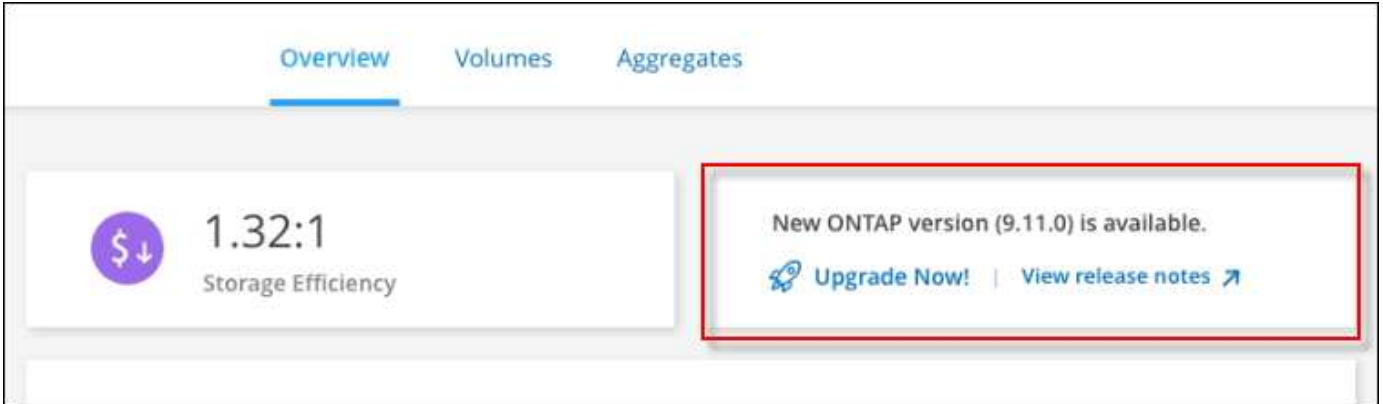 Overview Volumes Aggregates
1.32:1
Storage Efficiency
New ONTAP version (9.11.0) is available.
Upgrade Now! | View release notes